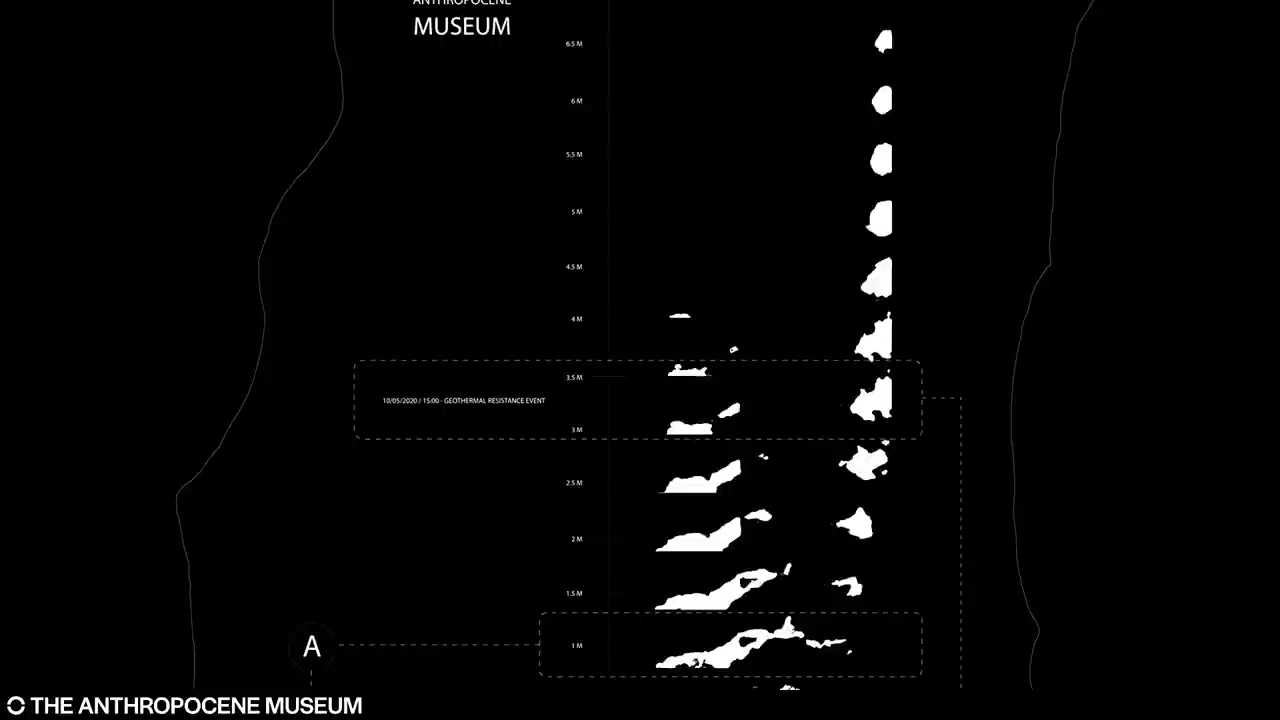 ANTHROPOCENE
MUSEUM
6.5 M
6 M
5.5 M
5 M
4.5 M
4 M
3.5 M
10/05/2020 / 15:00 - GEOTHERMAL RESISTANCE EVENT
3 M
2.5 M
2 M
1.5 M
A
1 M
THE ANTHROPOCENE MUSEUM